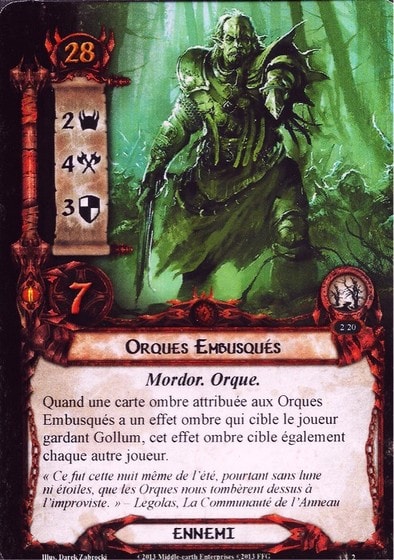 28
2
4
3
7
2/20
Orques Embusqués
Mordor. Orque.
Quand une carte ombre attribuée aux Orques
Embusqués a un effet ombre qui cible le joueur
gardant Gollum, cet effet ombre cible également
chaque autre joueur.
« Ce fut cette nuit même de l'été, pourtant sans lune
ni étoiles, que les Orques nous tombèrent dessus à
l'improviste. » – Legolas, La Communauté de l'Anneau
ENNEMI
Illus. Darek Zabrocki ©2013 Middle-earth Enterprises ©2013 FFG